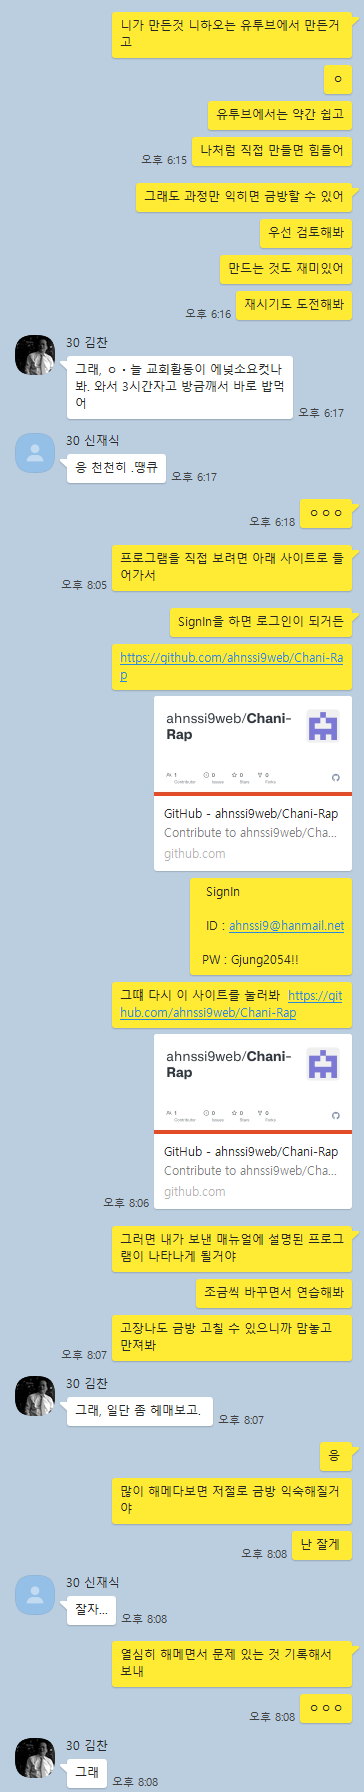 니가 만든것 니하오는 유투브에서 만든거
고
ㅇ
유투브에서는 약간 쉽고
오후 6:15 나처럼 직접 만들면 힘들어
그래도 과정만 익히면 금방할 수 있어
우선 검토해봐
만드는 것도 재미있어
오후 6:16 재시기도 도전해봐
30 김찬
그래, ㅇ·늘 교회활동이 에넞소요컷나
봐. 와서 3시간자고 방금깨서 바로 밥먹
어 오후 6:17
30 신재식
응 천천히 .땡큐 오후 6:17
오후 6:18 ㅇㅇㅇ
프로그램을 직접 보려면 아래 사이트로 들
오후 8:05 어가서
SignIn을 하면 로그인이 되거든
https://github.com/ahnssi9web/Chani-Ra
p
ahnssi9web/Chani-
Rap
1 0 0 0
Contributor Issues Stars Forks
GitHub - ahnssi9web/Chani-Rap
Contribute to ahnssi9web/Cha...
github.com
SignIn
ID : ahnssi9@hanmail.net
PW : Gjung2054!!
그떄 다시 이 사이트를 눌러봐 https://git
hub.com/ahnssi9web/Chani-Rap
ahnssi9web/Chani-
Rap
1 0 0 0
Contributor Issues Stars Forks
GitHub - ahnssi9web/Chani-Rap
Contribute to ahnssi9web/Cha...
github.com
오후 8:06
그러면 내가 보낸 매뉴얼에 설명된 프로그
램이 나타나게 될거야
조금씩 바꾸면서 연습해봐
고장나도 금방 고칠 수 있으니까 맘놓고
오후 8:07 만져봐
30 김찬
그래, 일단 좀 헤매보고. 오후 8:07
응
많이 해메다보면 저절로 금방 익숙해질거
야
오후 8:08 난 잘게
30 신재식
잘자... 오후 8:08
열심히 해메면서 문제 있는 것 기록해서
보내
오후 8:08 ㅇㅇㅇ
30 김찬
그래 오후 8:08